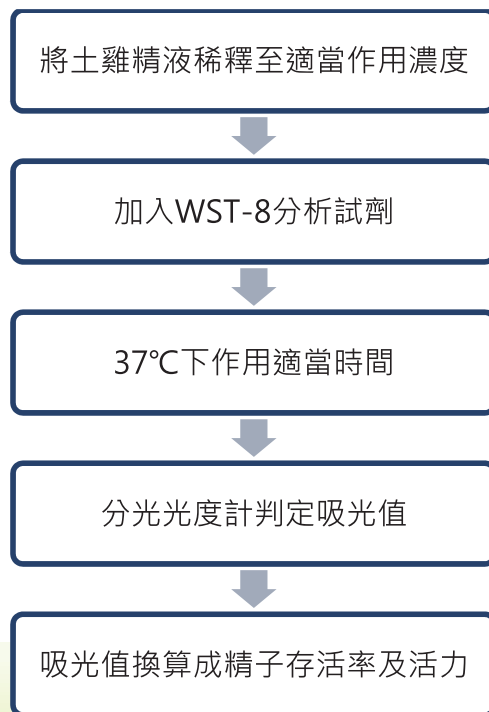 將土雞精液稀釋至適當作用濃度
加入WST-8分析試劑
37℃下作用適當時間
分光光度計判定吸光值
吸光值換算成精子存活率及活力